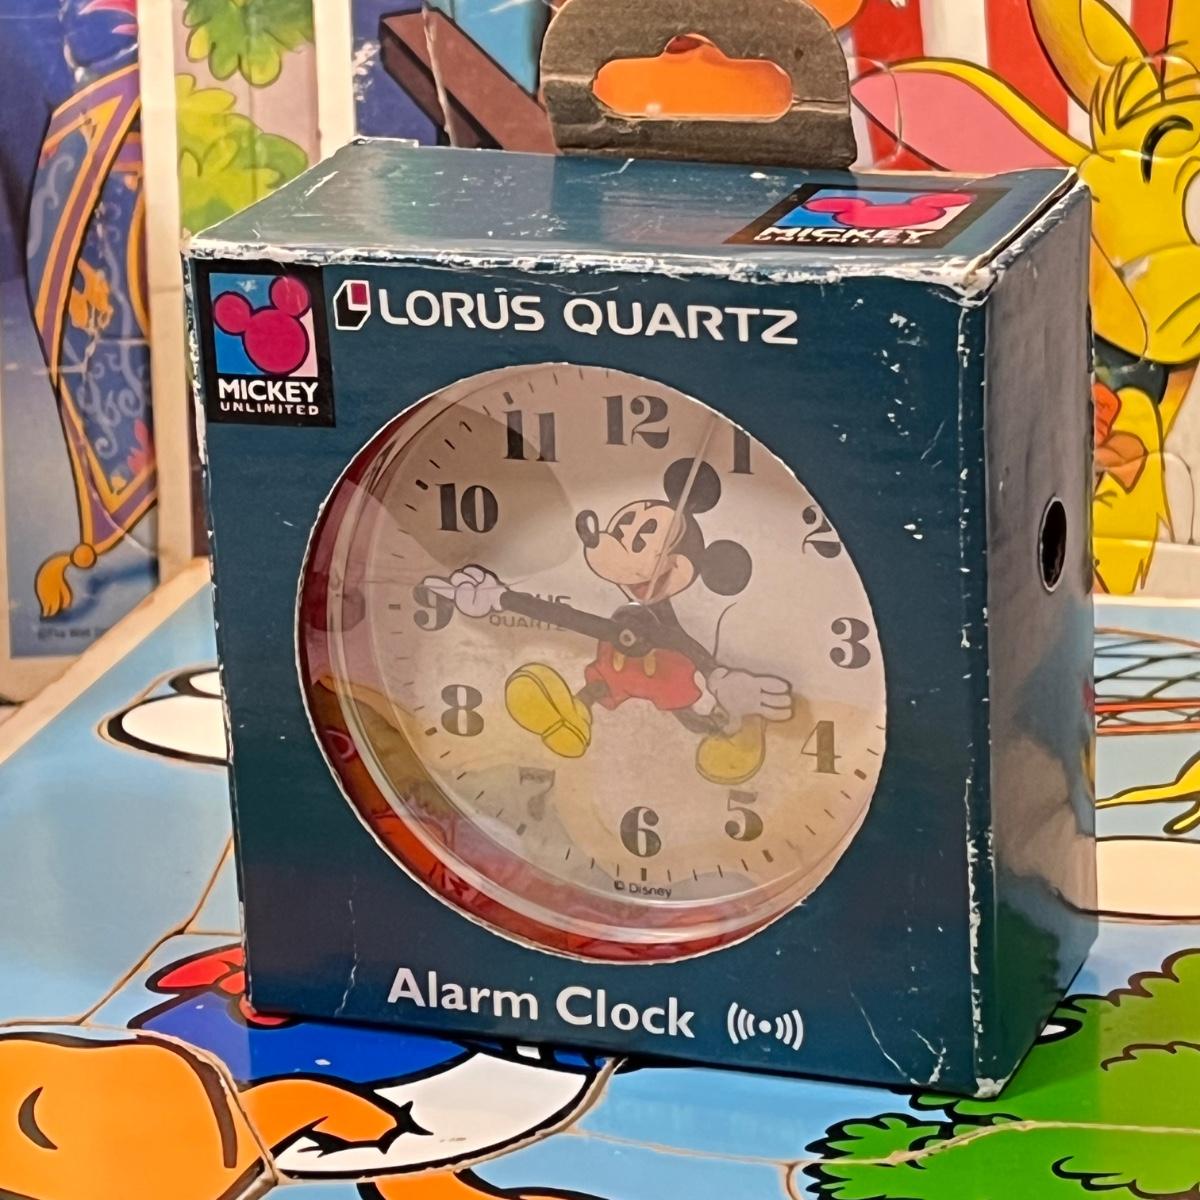 MICKEY
UNLIMITED
MICKEY
UNLIMITED
LORUS QUARTZ
11 12 1
10 2
9 3
QUARTZ
8 4
7 5
6
© Disney
Alarm Clock